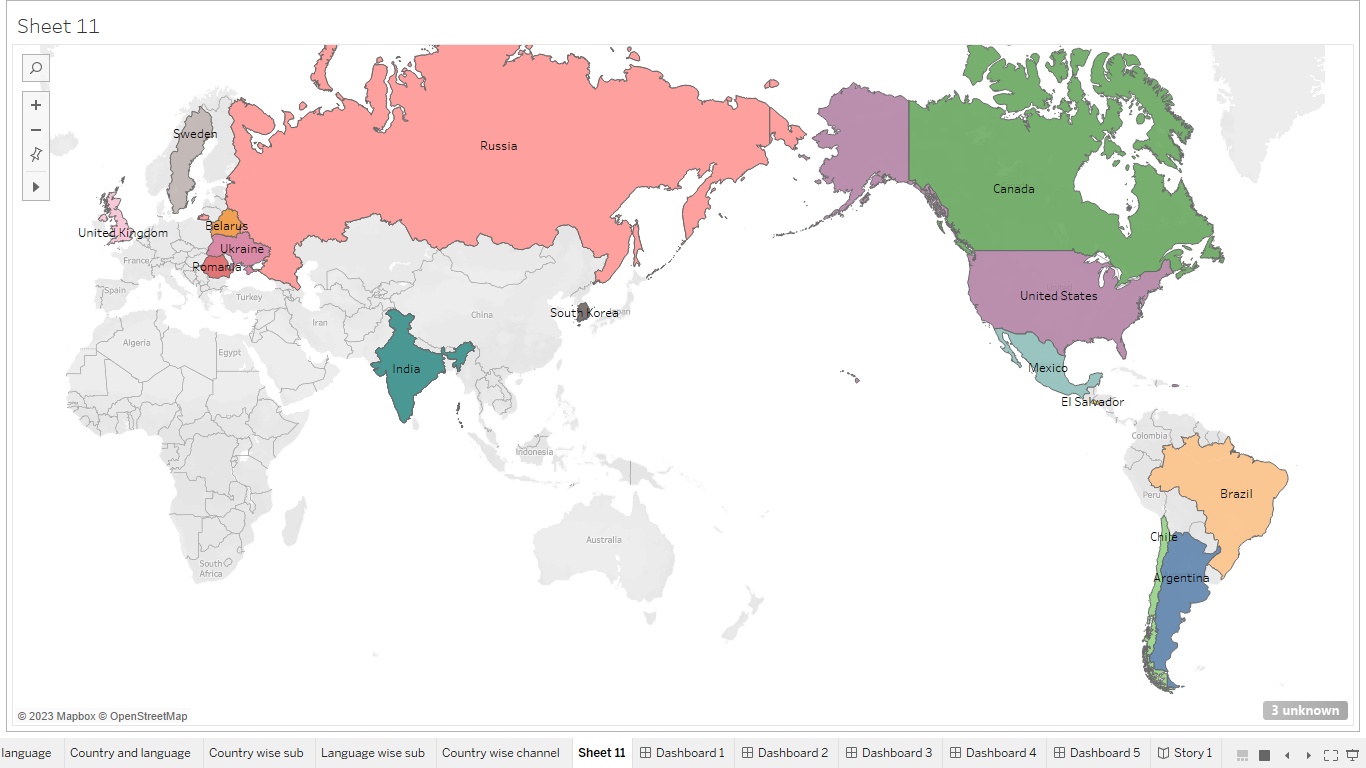 Sheet 11
Sweden
Russia
Canada
United Kingdom
Belarus
Ukraine
France
Romania
Spain
Turkey
United States
Iran
China
South Korea
Algeria
Egypt
India
Mexico
El Salvador
Colombia
Indonesia
Peru
Brazil
Chile
Australia
South
Africa
Argentina
3 unknown
© 2023 Mapbox © OpenStreetMap
language Country and language Country wise sub Language wise sub Country wise channel Sheet 11 Dashboard 1 Dashboard 2 Dashboard 3 Dashboard 4 Dashboard 5 Story 1